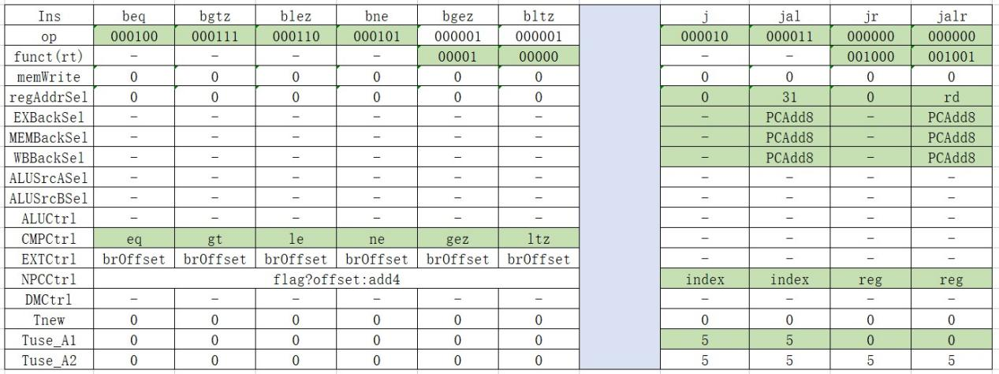 Ins beq bgtz blez bne bgez bltz j jal jr jalr
op 000100 000111 000110 000101 000001 000001 000010 000011 000000 000000
funct(rt) - - - - 00001 00000 - - 001000 001001
memWrite 0 0 0 0 0 0 0 0 0 0
regAddrSel 0 0 0 0 0 0 0 31 0 rd
EXBackSel - - - - - - - PCAdd8 - PCAdd8
MEMBackSel - - - - - - - PCAdd8 - PCAdd8
WBBackSel - - - - - - - PCAdd8 - PCAdd8
ALUSrcASel - - - - - - - - - -
ALUSrcBSel - - - - - - - - - -
ALUCtrl - - - - - - - - - -
CMPCtrl eq gt le ne gez ltz - - - -
EXTCtrl brOffset brOffset brOffset brOffset brOffset brOffset - - - -
NPCCtrl flag?offset:add4 index index reg reg
DMCtrl - - - - - - - - - -
Tnew 0 0 0 0 0 0 0 0 0 0
Tuse_A1 0 0 0 0 0 0 5 5 0 0
Tuse_A2 0 0 0 0 0 0 5 5 5 5